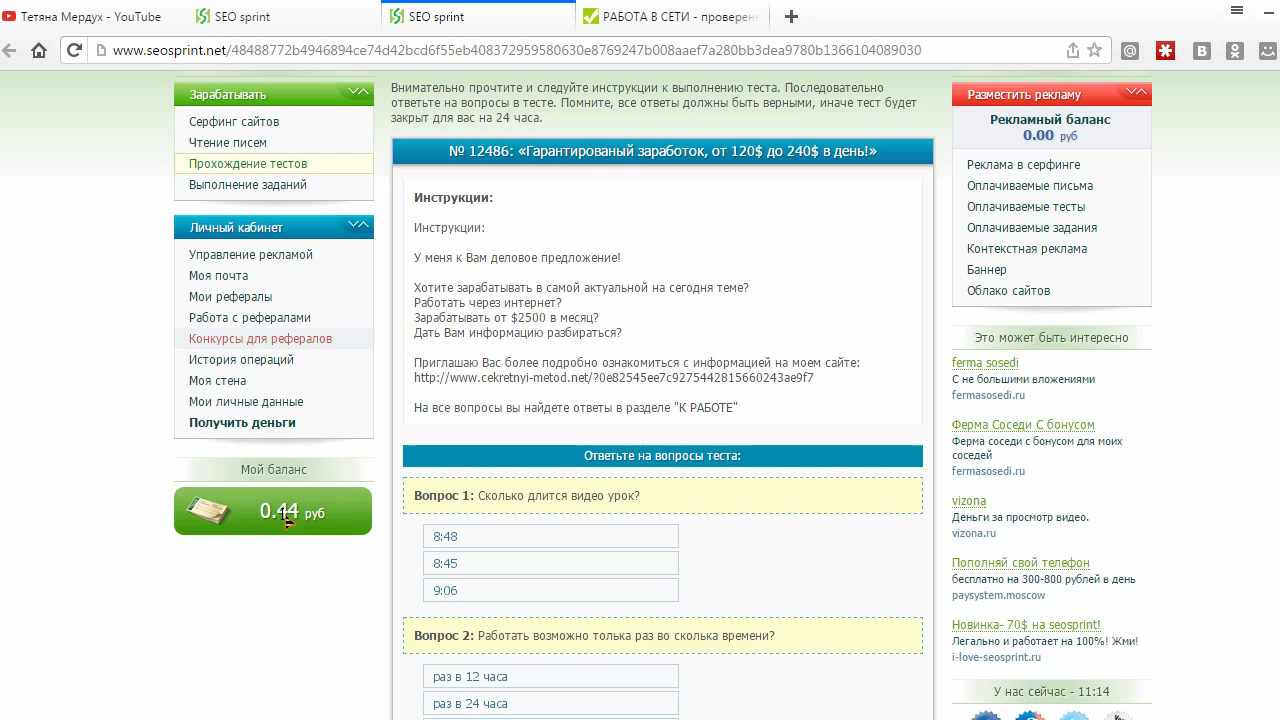 Тетяна Мердух - YouTube
SEO sprint
SEO sprint
РАБОТА В СЕТИ - проверен
www.seosprint.net/48488772b4946894ce74d42bcd6f55eb408372959580630e8769247b008aaef7a280bb3dea9780b1366104089030
Зарабатывать
Серфинг сайтов
Чтение писем
Прохождение тестов
Выполнение заданий
Личный кабинет
Управление рекламой
Моя почта
Мои рефералы
Работа с рефералами
Конкурсы для рефералов
История операций
Моя стена
Мои личные данные
Получить деньги
Мой баланс
0.44 руб
Внимательно прочтите и следуйте инструкции к выполнению теста. Последовательно
ответьте на вопросы в тесте. Помните, все ответы должны быть верными, иначе тест будет
закрыт для вас на 24 часа.
№ 12486: «Гарантированый заработок, от 120$ до 240$ в день!»
Инструкции:
Инструкции:
У меня к Вам деловое предложение!
Хотите зарабатывать в самой актуальной на сегодня теме?
Работать через интернет?
Зарабатывать от $2500 в месяц?
Дать Вам информацию разбираться?
Приглашаю Вас более подробно ознакомиться с информацией на моем сайте:
http://www.cekretnyi-metod.net/?0e82545ee7c9275442815660243ae9f7
На все вопросы вы найдете ответы в разделе "К РАБОТЕ"
Ответьте на вопросы теста:
Вопрос 1: Сколько длится видео урок?
8:48
8:45
9:06
Вопрос 2: Работать возможно толька раз во сколька времени?
раз в 12 часа
раз в 24 часа
Разместить рекламу
Рекламный баланс
0.00 руб
Реклама в серфинге
Оплачиваемые письма
Оплачиваемые тесты
Оплачиваемые задания
Контекстная реклама
Баннер
Облако сайтов
Это может быть интересно
ferma sosedi
С не большими вложениями
fermasosedi.ru
Ферма Соседи С бонусом
Ферма соседи с бонусом для моих
соседей
fermasosedi.ru
vizona
Деньги за просмотр видео.
vizona.ru
Пополняй свой телефон
бесплатно на 300-800 рублей в день
paysystem.moscow
Новинка- 70$ на seosprint!
Легально и работает на 100%! Жми!
i-love-seosprint.ru
У нас сейчас - 11:14